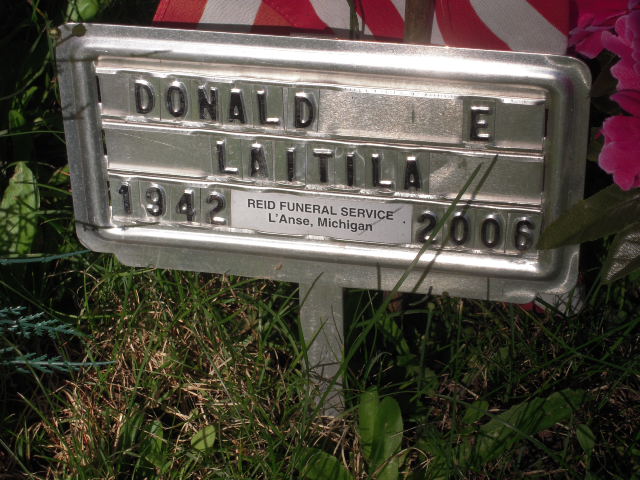 DONALD E
LAITILA
1942 REID FUNERAL SERVICE 2006
L'Anse, Michigan